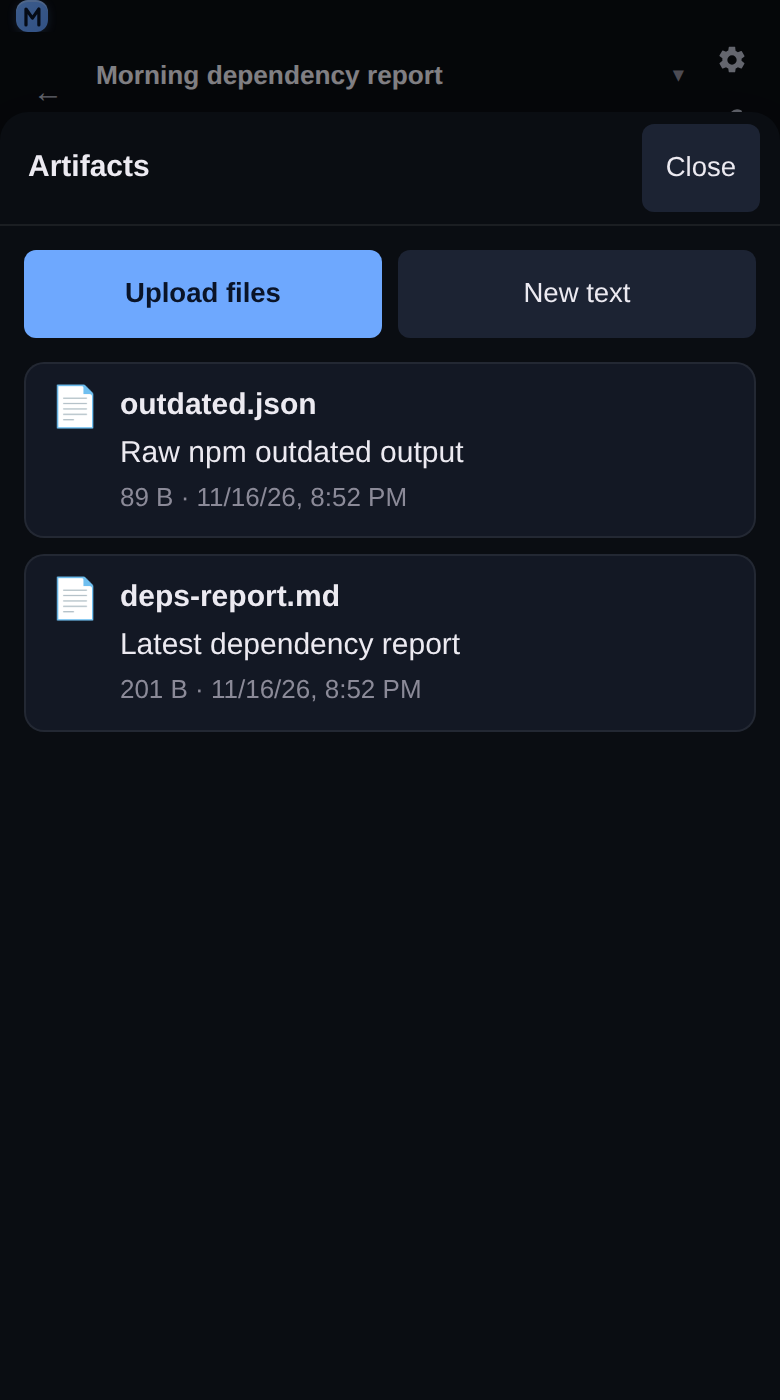 M
Morning dependency report
Artifacts
Close
Upload files
New text
outdated.json
Raw npm outdated output
89 B · 11/16/26, 8:52 PM
deps-report.md
Latest dependency report
201 B · 11/16/26, 8:52 PM